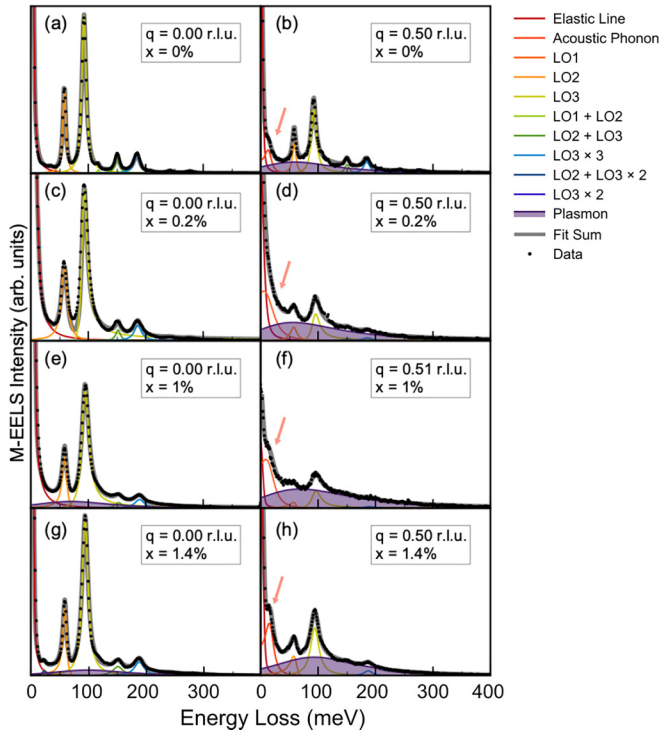 (a)
q = 0.00 r.l.u.
x = 0%
(b)
q = 0.50 r.l.u.
x = 0%
(c)
q = 0.00 r.l.u.
x = 0.2%
(d)
q = 0.50 r.l.u.
x = 0.2%
(e)
q = 0.00 r.l.u.
x = 1%
(f)
q = 0.51 r.l.u.
x = 1%
(g)
q = 0.00 r.l.u.
x = 1.4%
(h)
q = 0.50 r.l.u.
x = 1.4%
M-EELS Intensity (arb. units)
0 100 200 300 0 100 200 300 400
Energy Loss (meV)
Elastic Line
Acoustic Phonon
LO1
LO2
LO3
LO1 + LO2
LO2 + LO3
LO3 × 3
LO2 + LO3 × 2
LO3 × 2
Plasmon
Fit Sum
Data